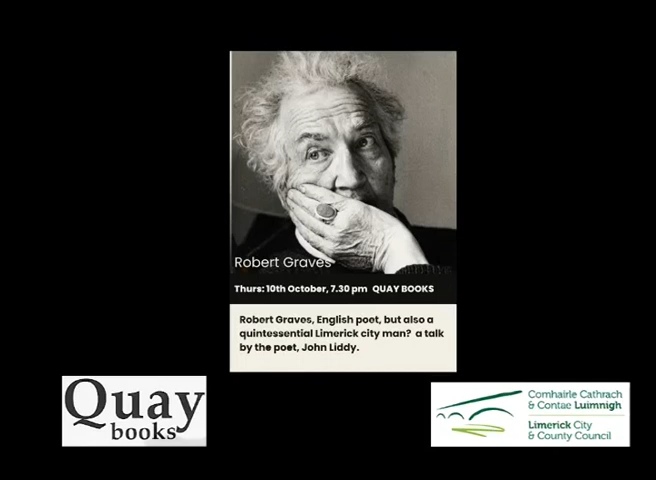 Robert Graves
Thurs: 10th October, 7.30 pm QUAY BOOKS
Robert Graves, English poet, but also a
quintessential Limerick city man? a talk
by the poet, John Liddy.
Quay
books
Comhairle Cathrach
& Contae Luimnigh
Limerick City
& County Council